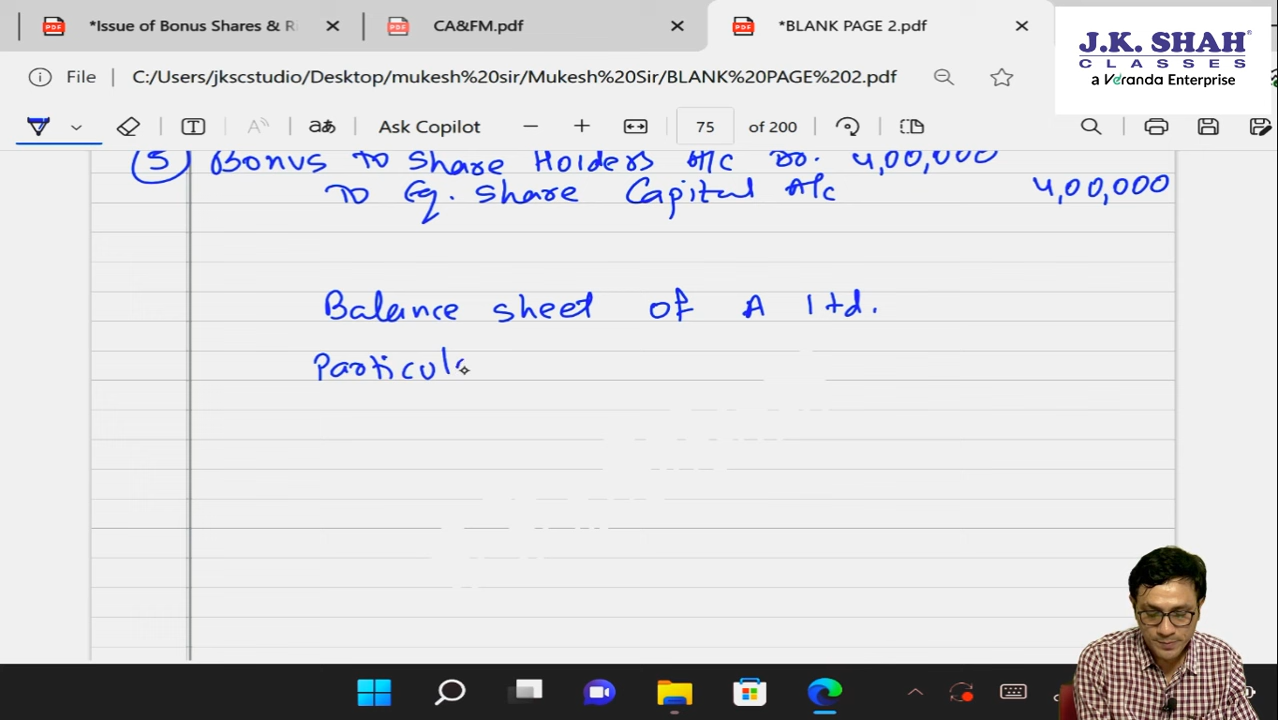 *Issue of Bonus Shares & Ri
CA&FM.pdf
*BLANK PAGE 2.pdf
J.K. SHAH®
CLASSES
a Veranda Enterprise
File
C:/Users/jkscstudio/Desktop/mukesh%20sir/Mukesh%20Sir/BLANK%20PAGE%202.pdf
Ask Copilot
75 of 200
(5) Bonus to Share Holders A/c Dr. 4,00,000
To Eq. Share Capital A/c 4,00,000
Balance sheet of A Ltd.
Particul